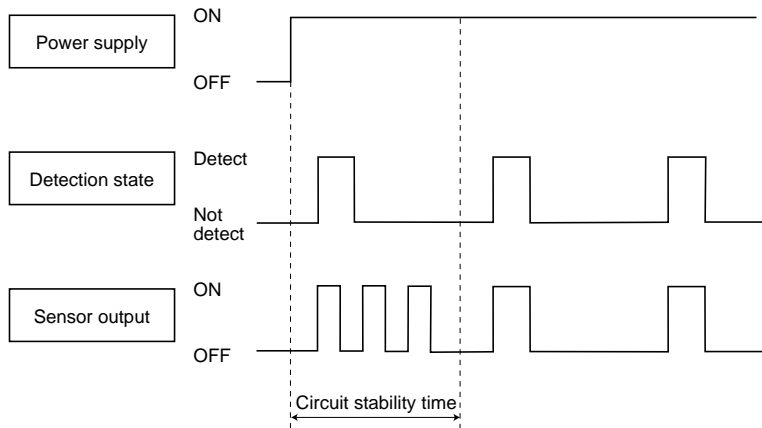 ON
Power supply
OFF
Detect
Detection state
Not
detect
ON
Sensor output
OFF
Circuit stability time